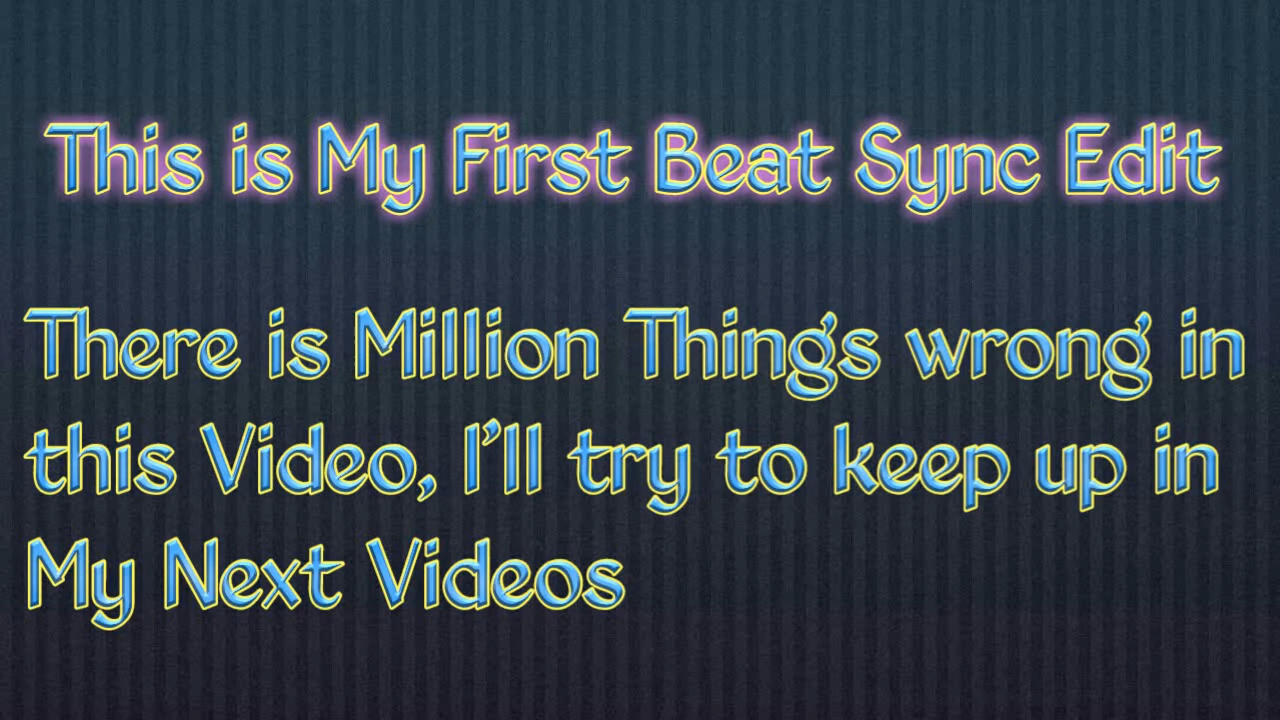 This is My First Beat Sync Edit
There is Million Things wrong in
this Video, I'll try to keep up in
My Next Videos